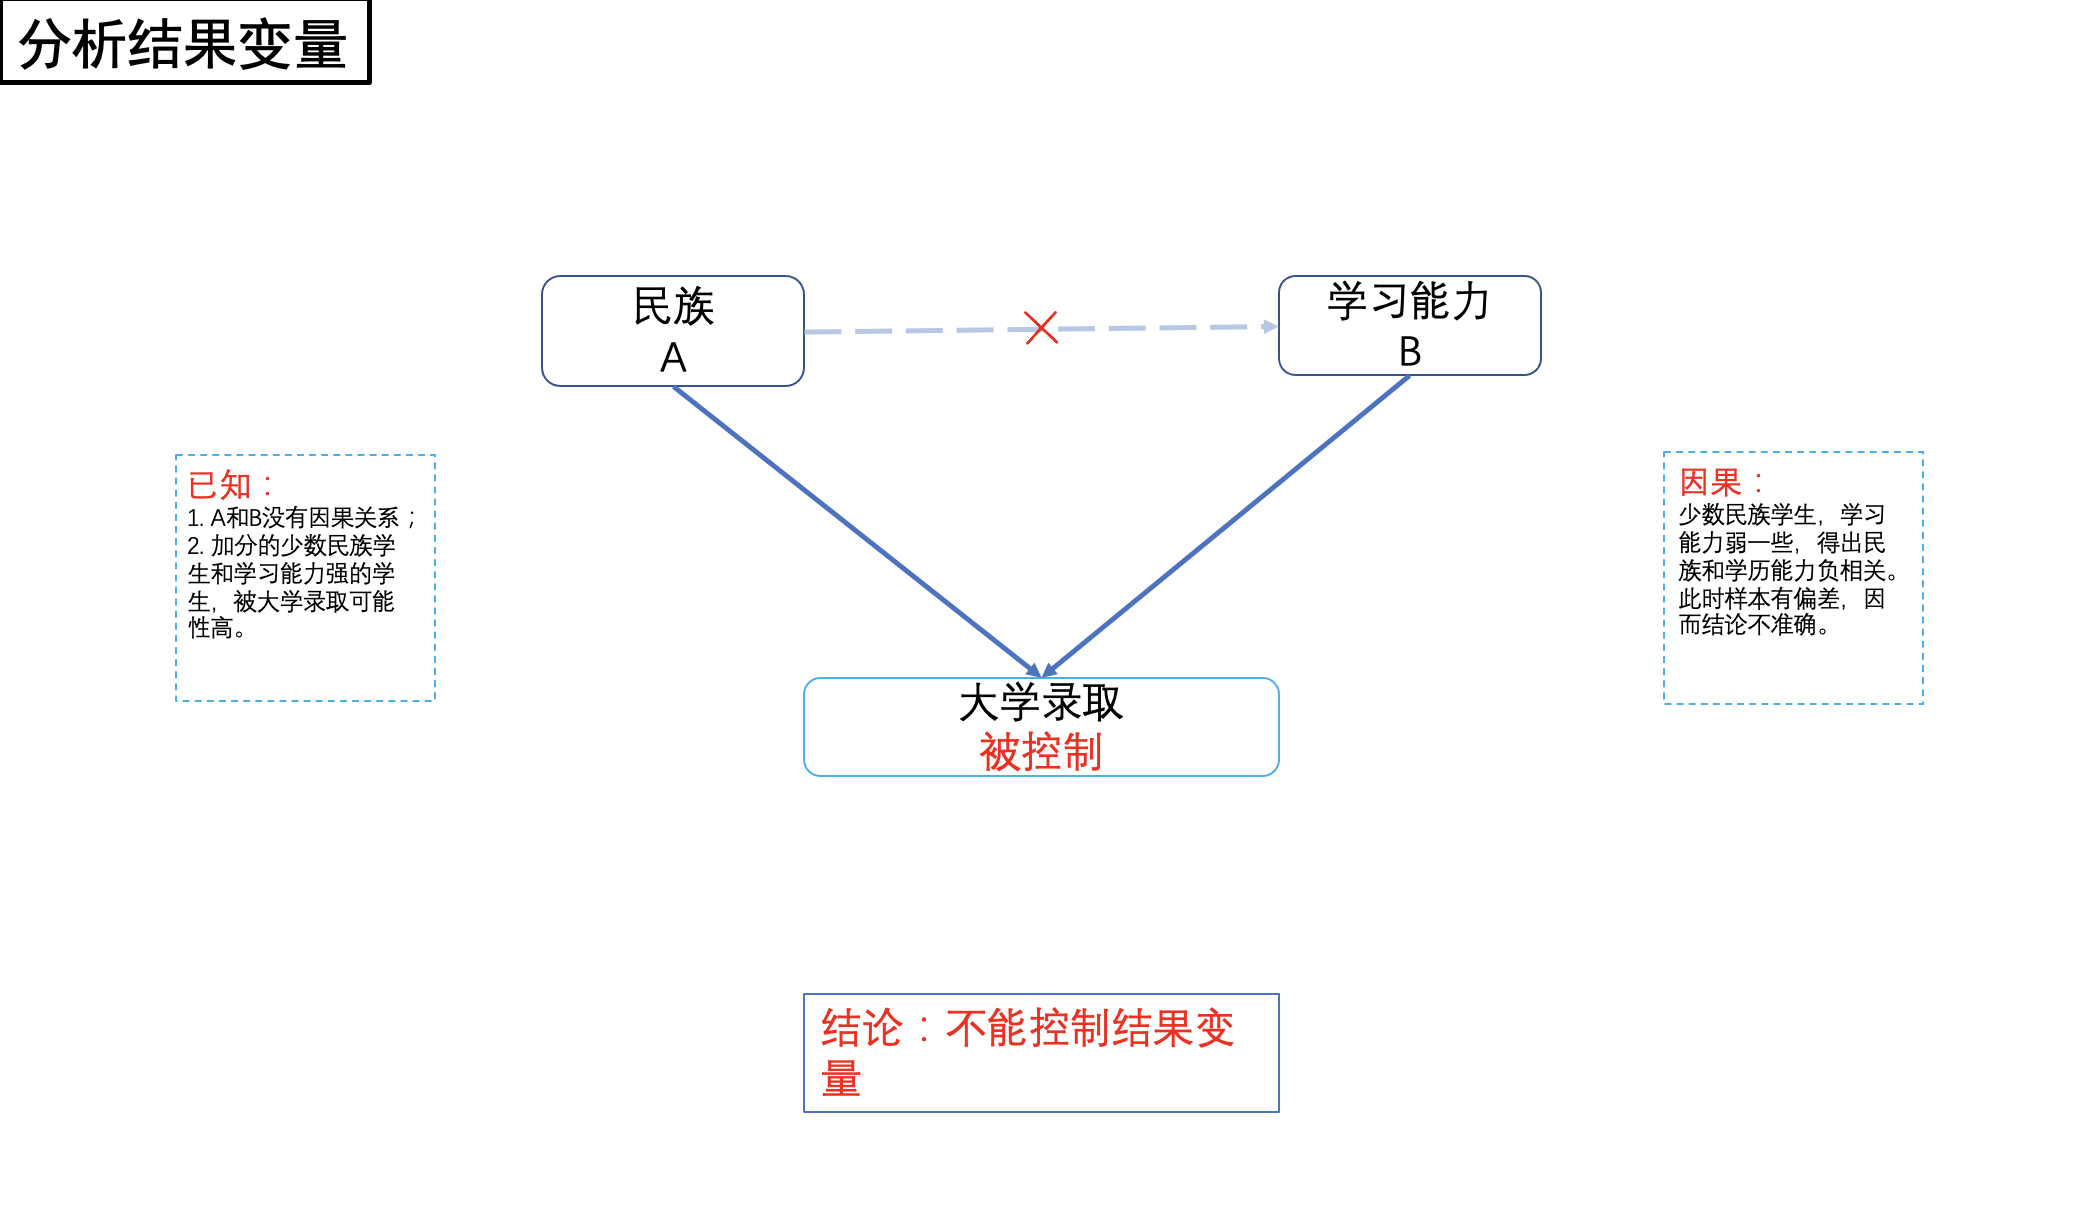 分析结果变量
民族
A
学习能力
B
已知：
1. A和B没有因果关系；
2. 加分的少数民族学
生和学习能力强的学
生，被大学录取可能
性高。
因果：
少数民族学生，学习
能力弱一些，得出民
族和学历能力负相关。
此时样本有偏差，因
而结论不准确。
大学录取
被控制
结论：不能控制结果变
量